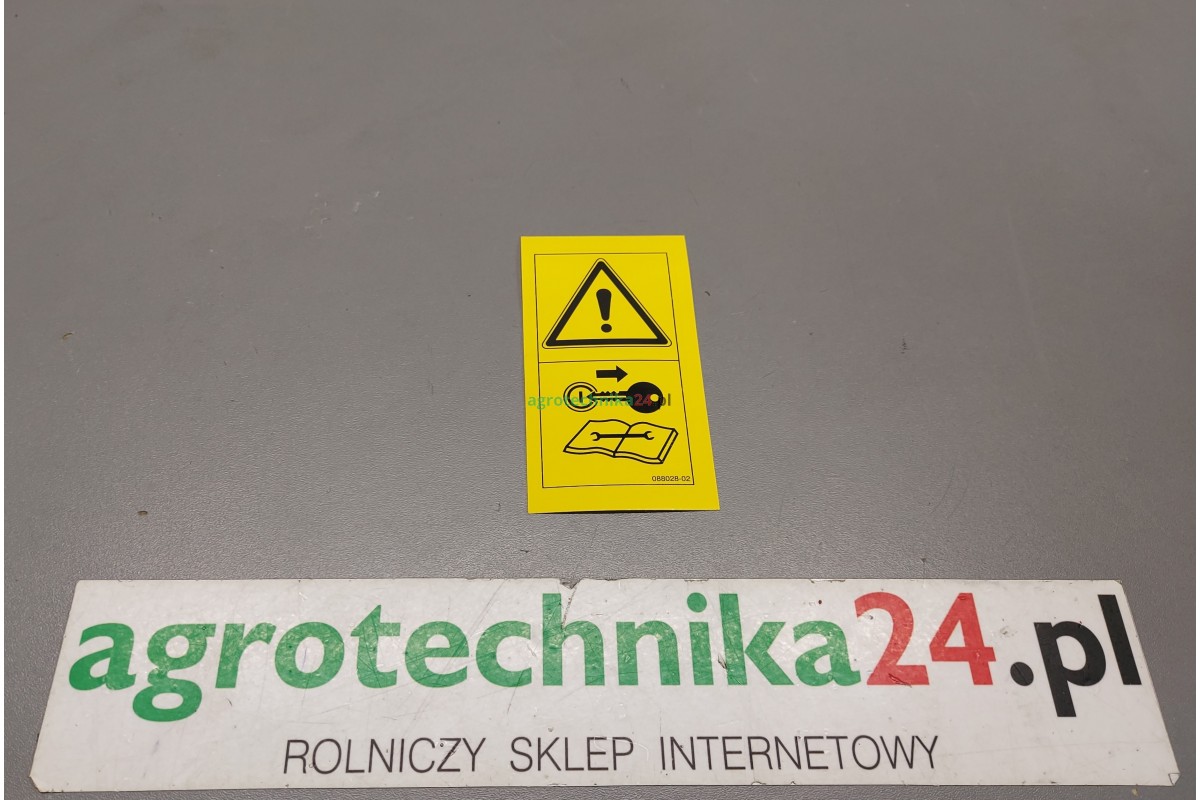 agrotechnika24.pl
088028-02
agrotechnika24.pl
ROLNICZY SKLEP INTERNETOWY